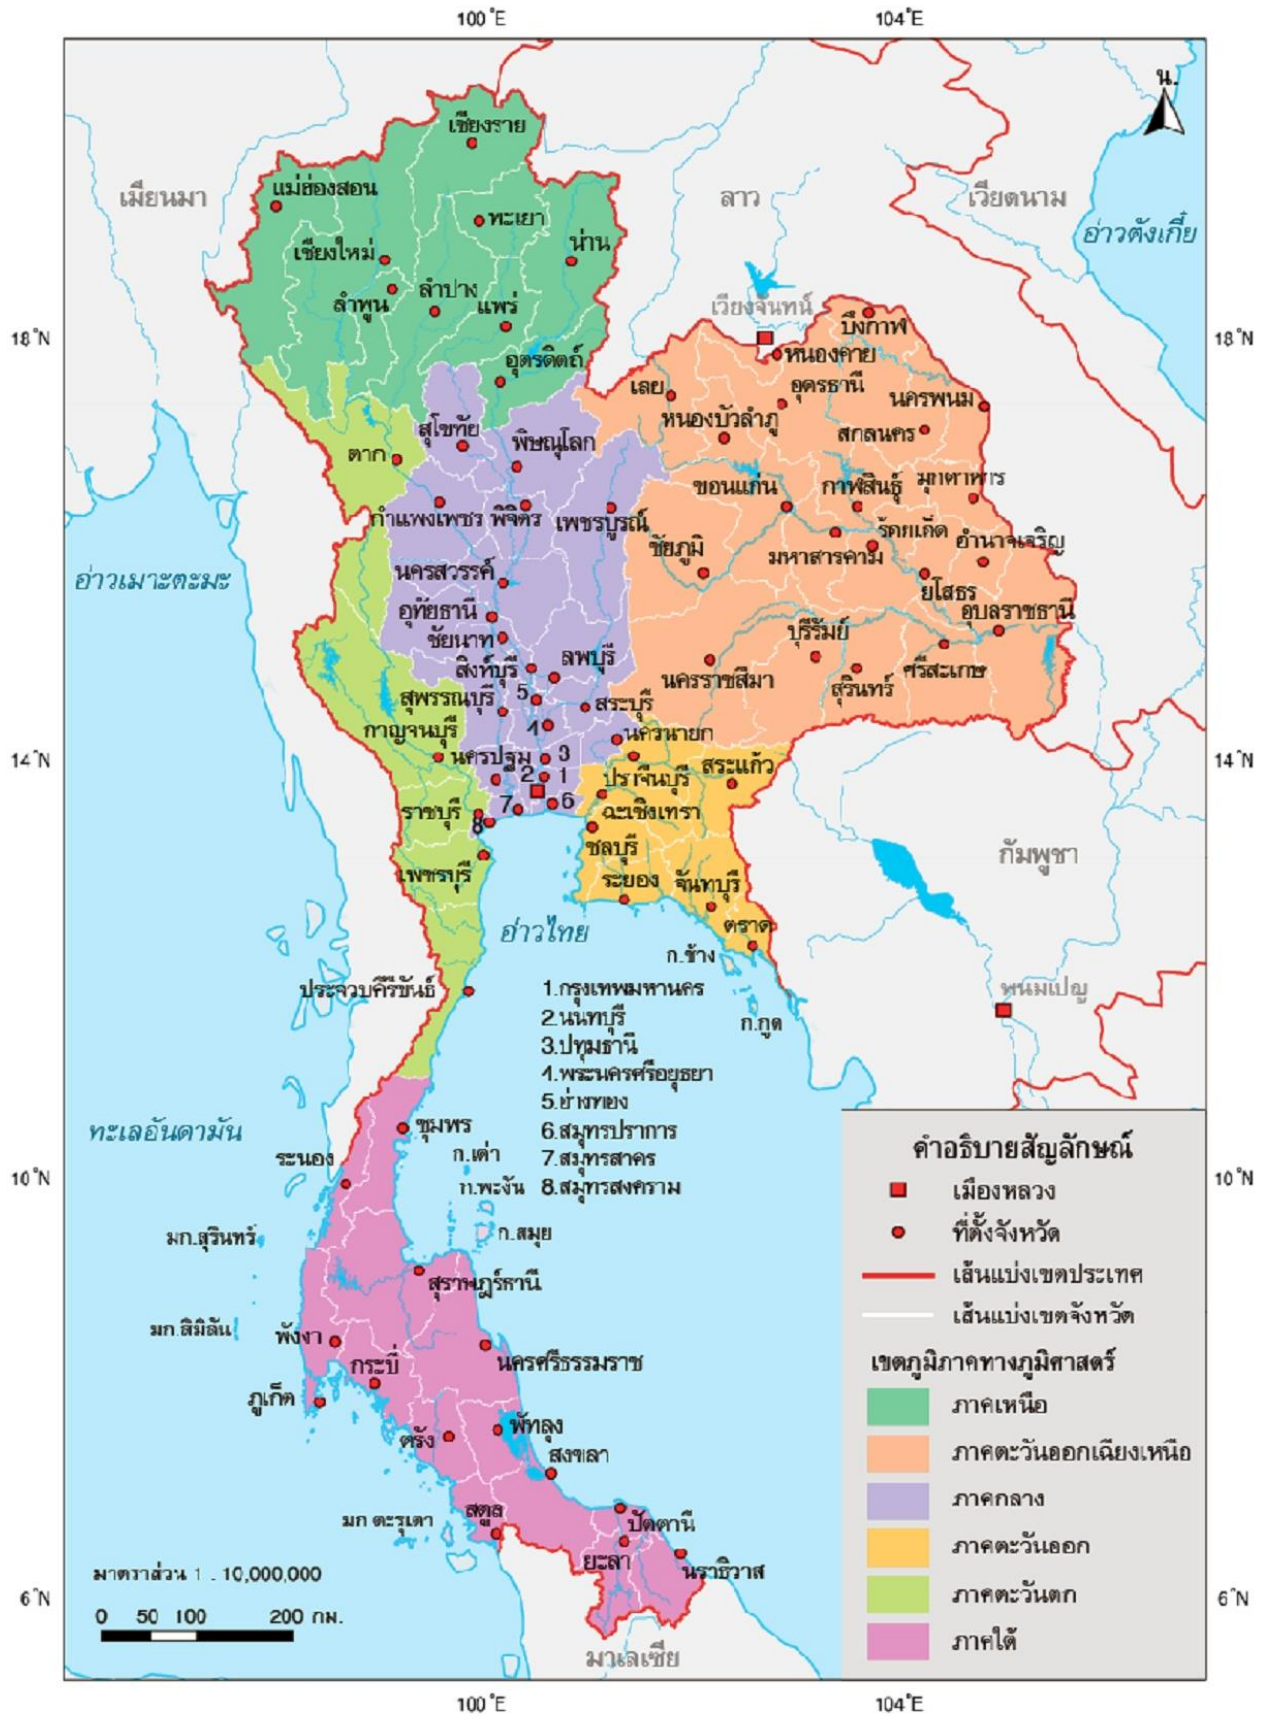 100°E 104°E
น.
เชียงราย
เมียนมา
แม่ฮ่องสอน
ลาว
เวียดนาม
พะเยา
อ่าวตังเกี๋ย
เชียงใหม่
น่าน
ลำพูน
ลำปาง
แพร่
เวียงจันทน์
บึงกาฬ
18°N 18°N
หนองคาย
อุตรดิตถ์
เลย
อุดรธานี
นครพนม
หนองบัวลำภู
สกลนคร
สุโขทัย
พิษณุโลก
ตาก
ขอนแก่น
กาฬสินธุ์
มุกดาหาร
กำแพงเพชร
พิจิตร
เพชรบูรณ์
ร้อยเอ็ด
ชัยภูมิ
มหาสารคาม
อำนาจเจริญ
อ่าวเมาะตะมะ
นครสวรรค์
ยโสธร
อุทัยธานี
อุบลราชธานี
ชัยนาท
บุรีรัมย์
สิงห์บุรี
ลพบุรี
นครราชสีมา
สุรินทร์
ศรีสะเกษ
สุพรรณบุรี
5
สระบุรี
กาญจนบุรี
4
นครนายก
14°N 14°N
นครปฐม
3
2 1
ปราจีนบุรี
สระแก้ว
ราชบุรี
7 6
ฉะเชิงเทรา
8
ชลบุรี
กัมพูชา
เพชรบุรี
ระยอง
จันทบุรี
อ่าวไทย
ตราด
ก.ช้าง
ประจวบคีรีขันธ์
พนมเปญ
ก.กูด
1.กรุงเทพมหานคร
2.นนทบุรี
3.ปทุมธานี
4.พระนครศรีอยุธยา
5.อ่างทอง
6.สมุทรปราการ
7.สมุทรสาคร
8.สมุทรสงคราม
ทะเลอันดามัน
ชุมพร
ระนอง
ก.เต่า
10°N 10°N
ก.พะงัน
มก.สุรินทร์
ก.สมุย
สุราษฎร์ธานี
มก.สิมิลัน
พังงา
นครศรีธรรมราช
กระบี่
ภูเก็ต
ตรัง
พัทลุง
สงขลา
มก ตะรุเตา
สตูล
ปัตตานี
ยะลา
นราธิวาส
มาเลเซีย
มาตราส่วน 1 : 10,000,000
0 50 100 200 กม.
6°N 6°N
คำอธิบายสัญลักษณ์
เมืองหลวง
ที่ตั้งจังหวัด
เส้นแบ่งเขตประเทศ
เส้นแบ่งเขตจังหวัด
เขตภูมิภาคทางภูมิศาสตร์
ภาคเหนือ
ภาคตะวันออกเฉียงเหนือ
ภาคกลาง
ภาคตะวันออก
ภาคตะวันตก
ภาคใต้
100°E 104°E